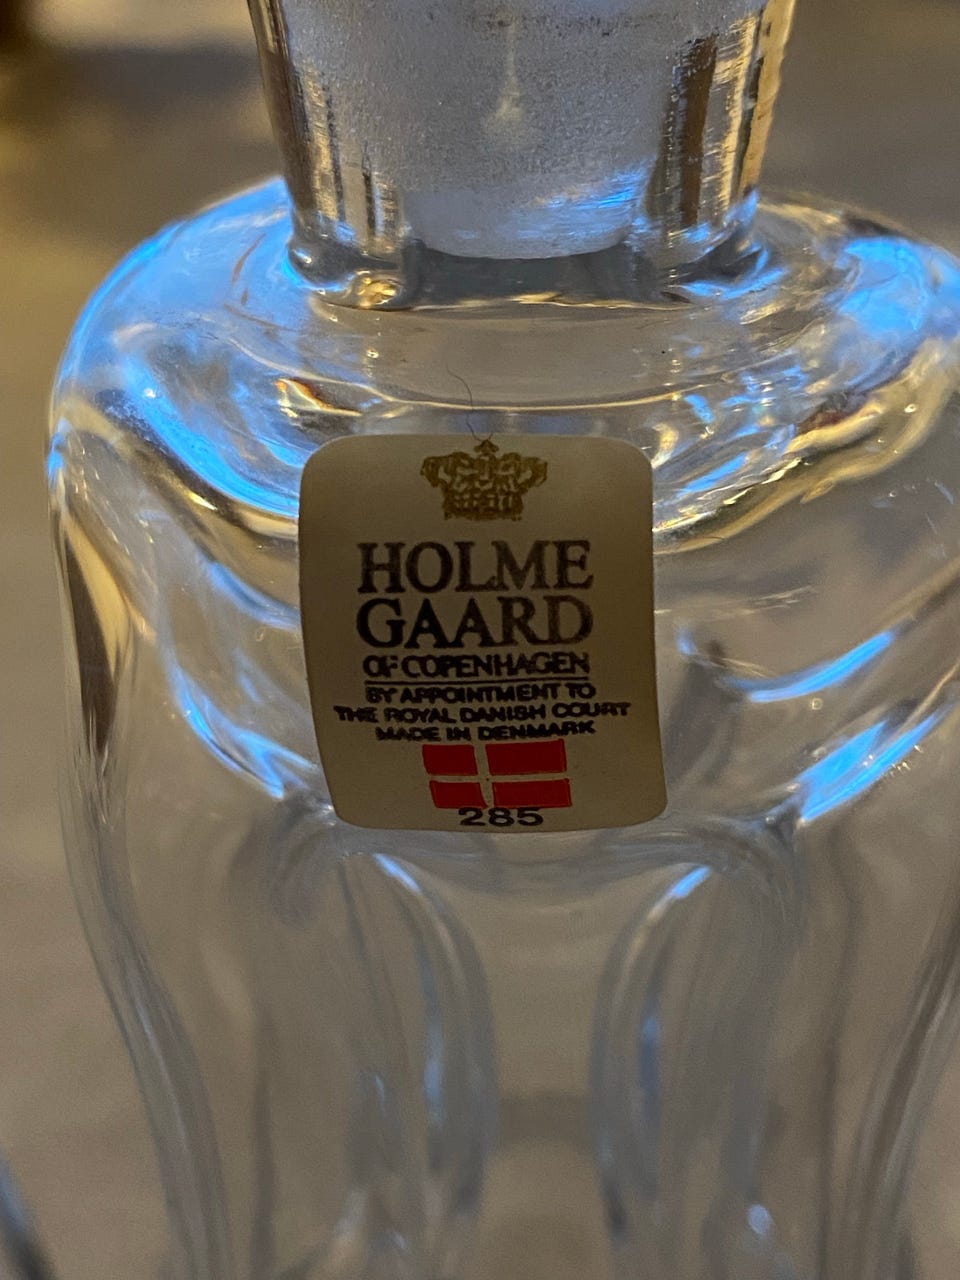 HOLME
GAARD
OF COPENHAGEN
BY APPOINTMENT TO
THE ROYAL DANISH COURT
MADE IN DENMARK
285